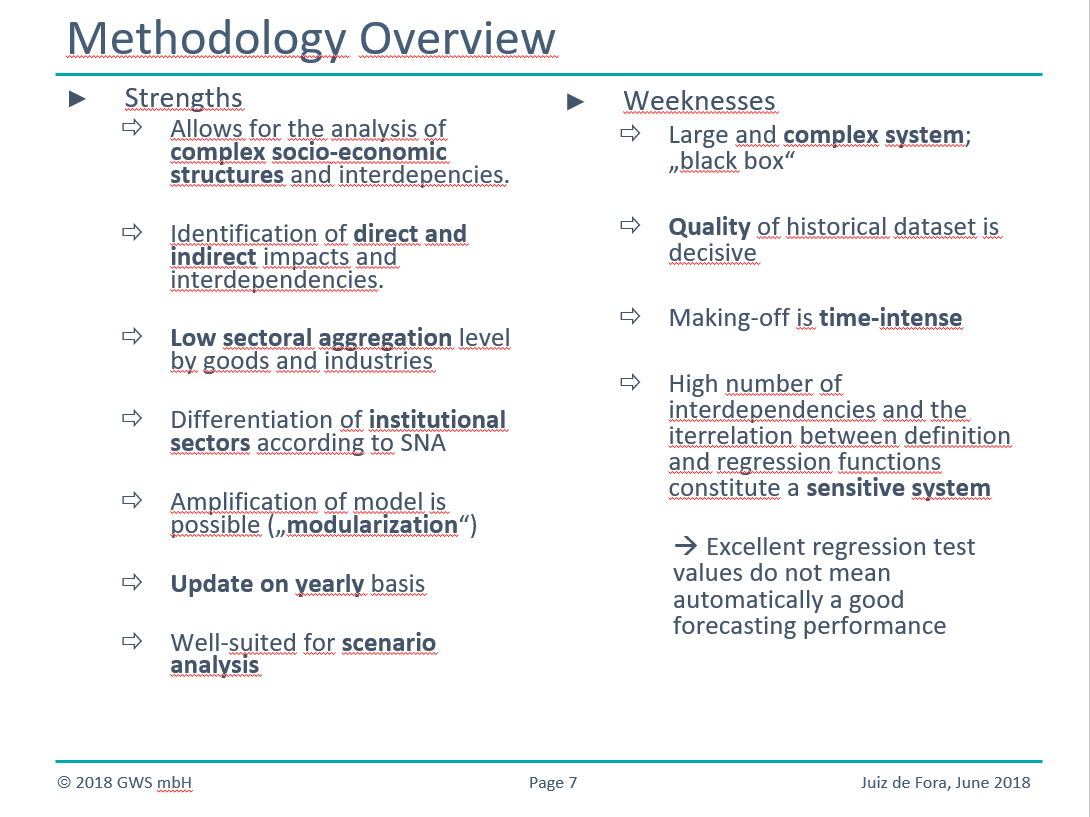 Methodology Overview
► Strengths
⇨ Allows for the analysis of
complex socio-economic
structures and interdepencies.
⇨ Identification of direct and
indirect impacts and
interdependencies.
⇨ Low sectoral aggregation level
by goods and industries
⇨ Differentiation of institutional
sectors according to SNA
⇨ Amplification of model is
possible („modularization“)
⇨ Update on yearly basis
⇨ Well-suited for scenario
analysis
► Weeknesses
⇨ Large and complex system;
„black box“
⇨ Quality of historical dataset is
decisive
⇨ Making-off is time-intense
⇨ High number of
interdependencies and the
iterrelation between definition
and regression functions
constitute a sensitive system
→ Excellent regression test
values do not mean
automatically a good
forecasting performance
© 2018 GWS mbH
Page 7
Juiz de Fora, June 2018